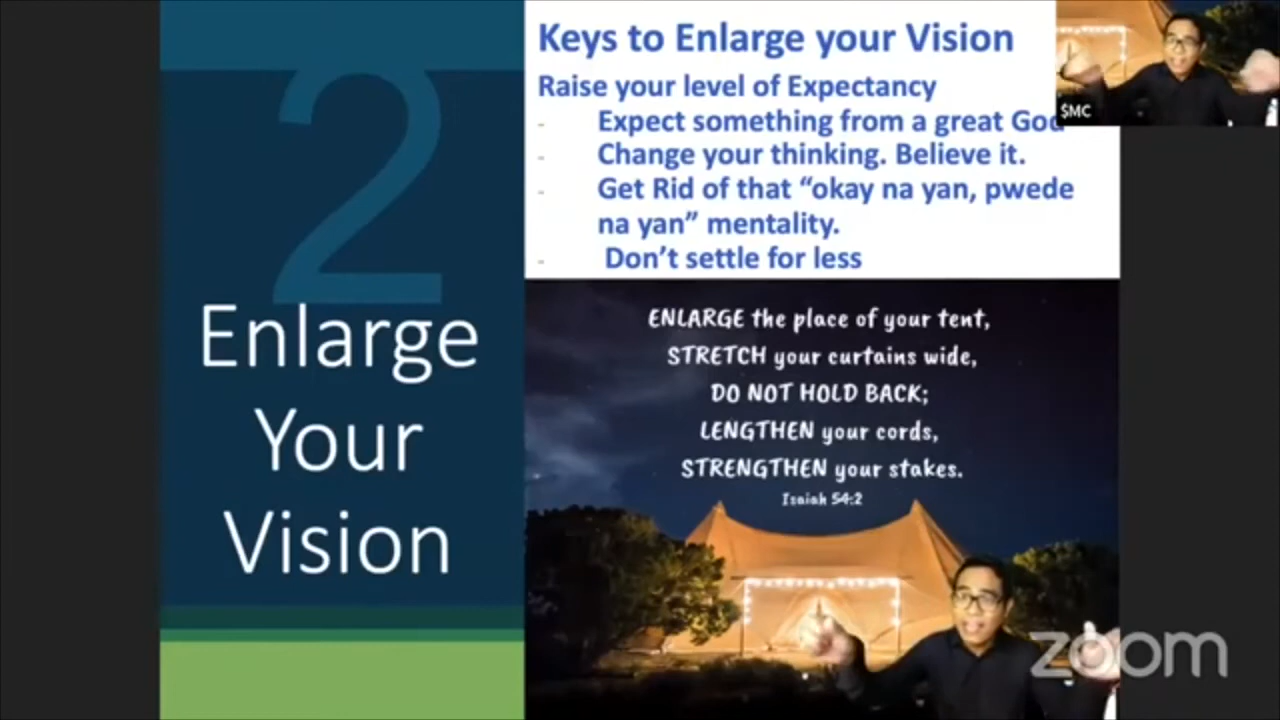 2
Enlarge
Your
Vision
Keys to Enlarge your Vision
Raise your level of Expectancy
- Expect something from a great God
- Change your thinking. Believe it.
- Get Rid of that “okay na yan, pwede
na yan” mentality.
- Don’t settle for less
ENLARGE the place of your tent,
STRETCH your curtains wide,
DO NOT HOLD BACK;
LENGTHEN your cords,
STRENGTHEN your stakes.
Isaiah 54:2
$MC
zoom